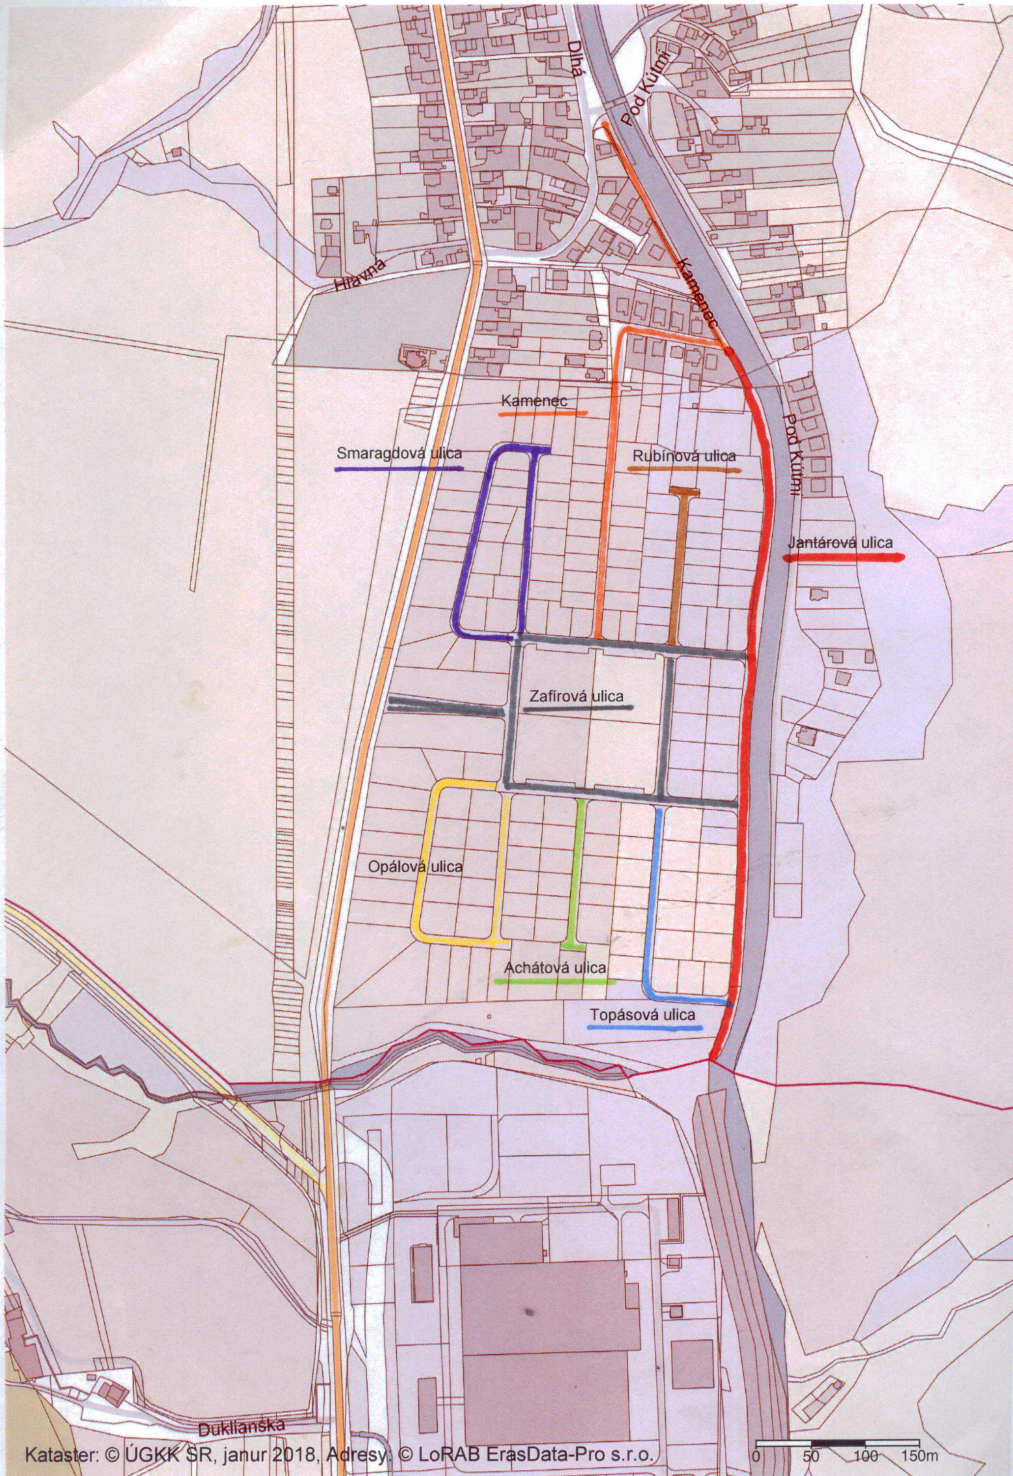 Dlhá
Pod Kútmi
Hlavná
Kamenec
Kamenec
Pod Kútmi
Smaragdová ulica
Rubínová ulica
Jantárová ulica
Zafírová ulica
Opálová ulica
Achátová ulica
Topásová ulica
Duklianska
Kataster: © ÚGKK SR, janur 2018, Adresy: © LoRAB ErasData-Pro s.r.o.
0 50 100 150m